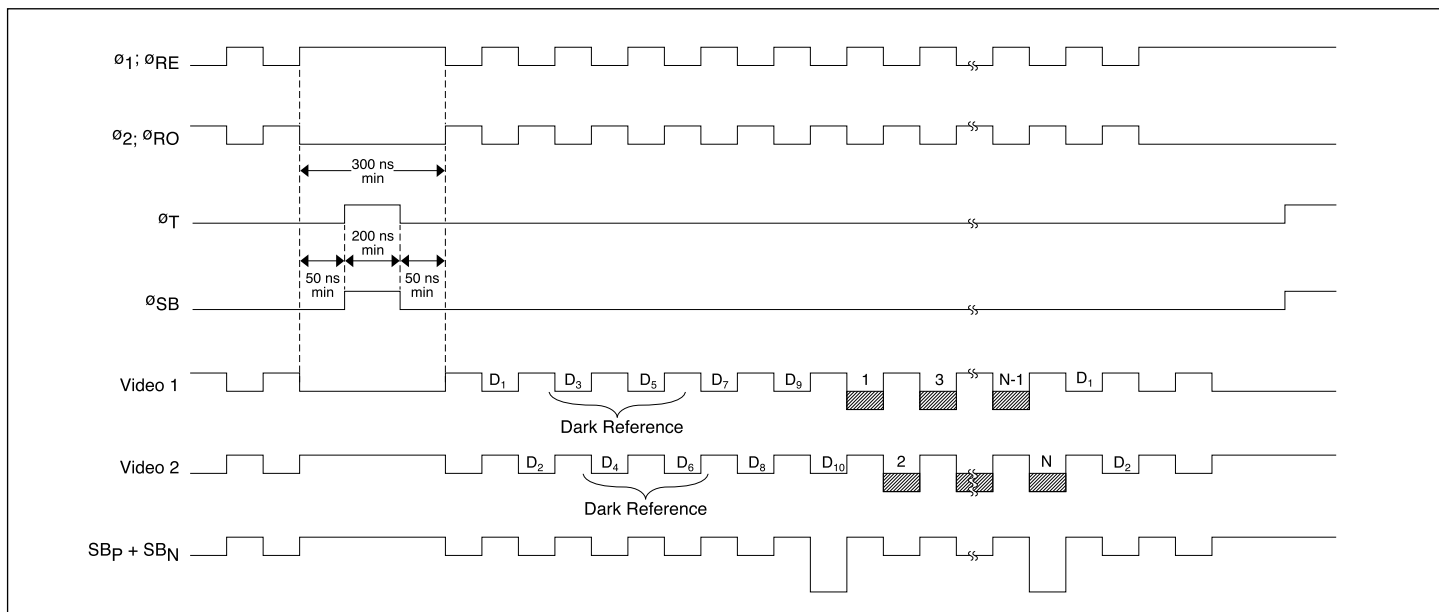 ø1; øRE
ø2; øRO
300 ns
min
øT
200 ns
min
50 ns
min
50 ns
min
øSB
Video 1
D1
D3
D5
D7
D9
1
3
N-1
D1
Dark Reference
Video 2
D2
D4
D6
D8
D10
2
N
D2
Dark Reference
SBP + SBN